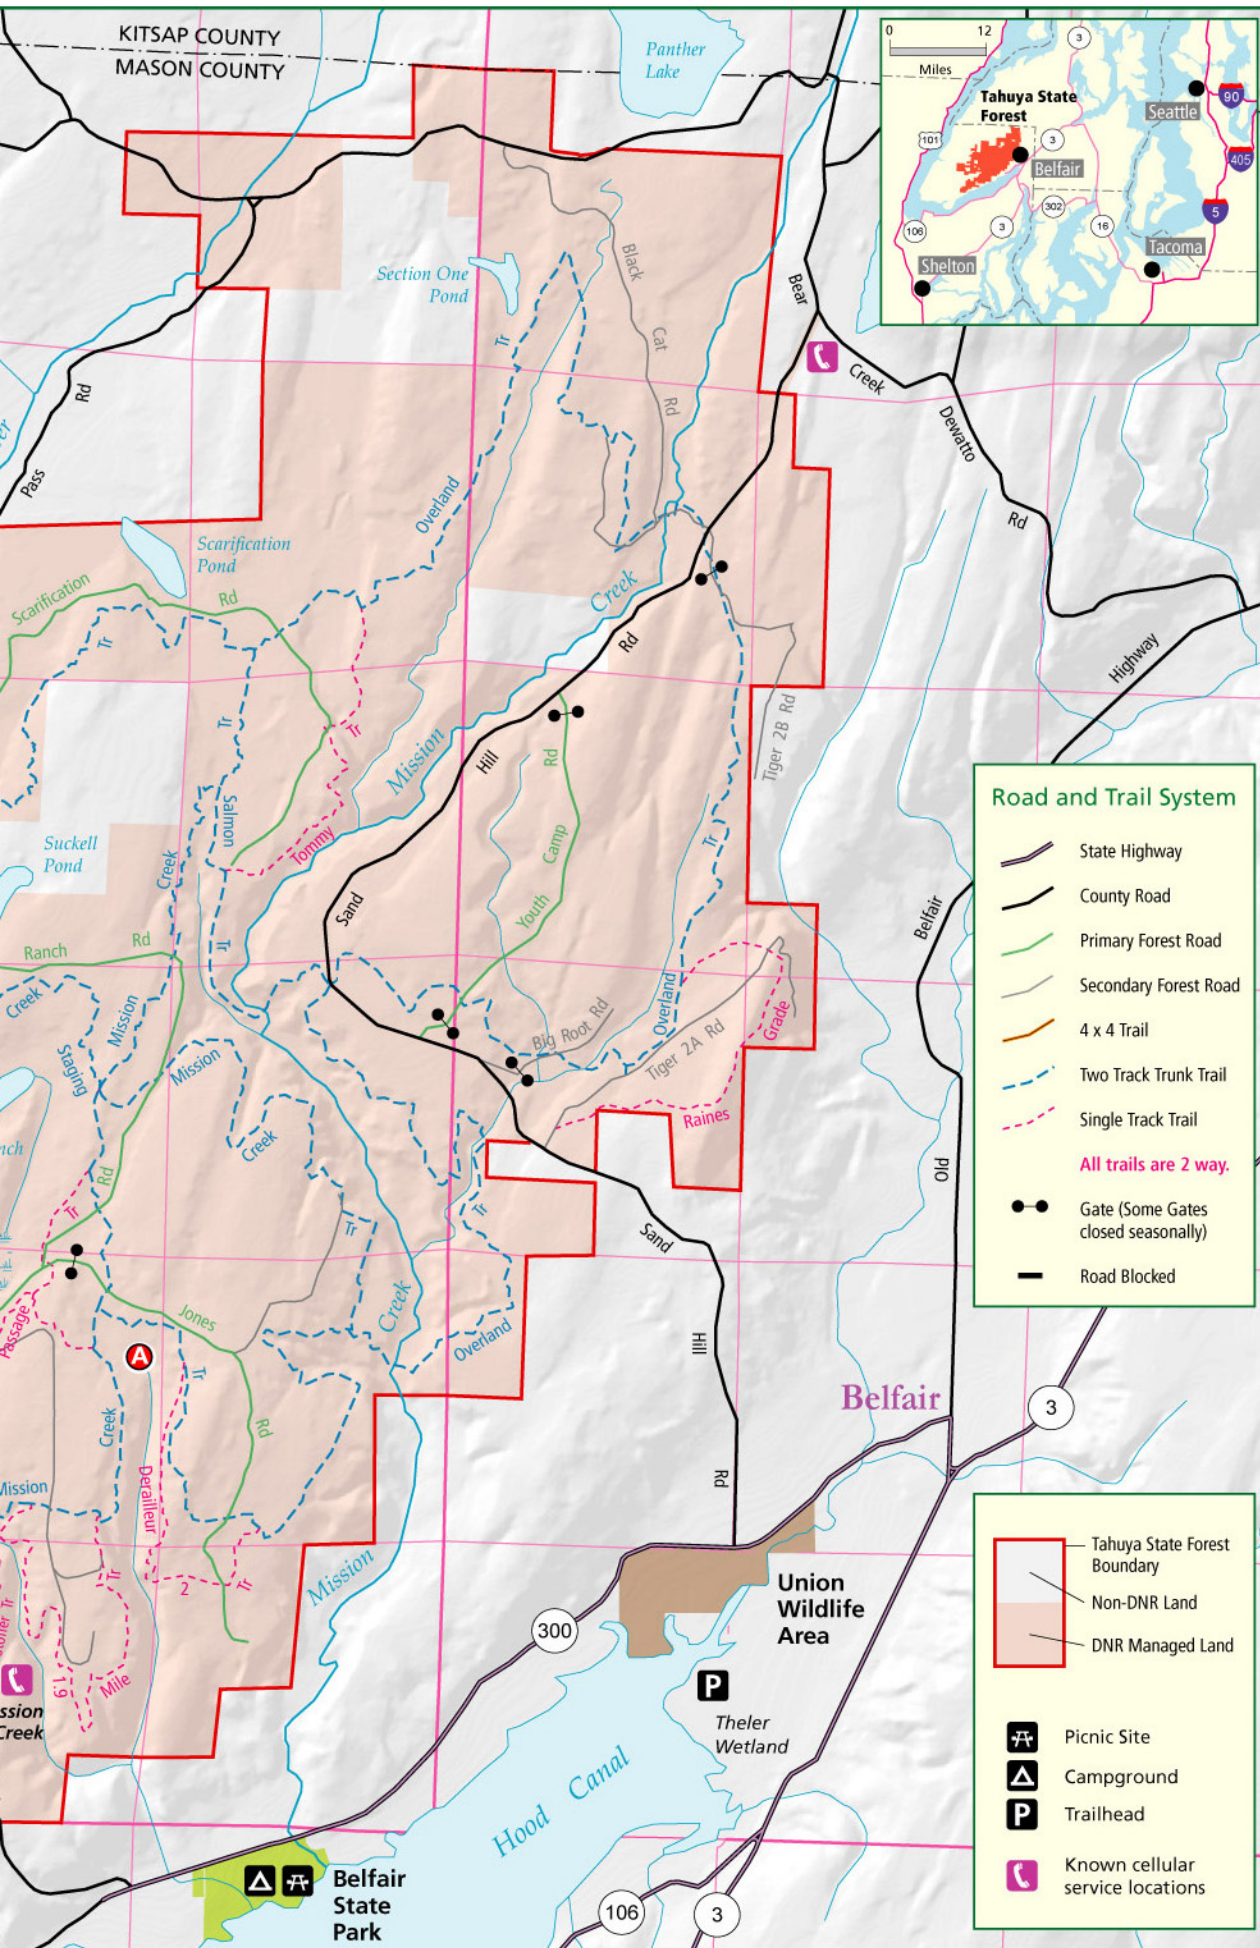 KITSAP COUNTY
MASON COUNTY
Panther
Lake
0 12
Miles
Tahuya State
Forest
Seattle
Belfair
Tacoma
Shelton
3
90
101
3
405
302
5
106
3
16
Section One
Pond
Tr
Black
Cat
Rd
Bear
Creek
Dewatto
Rd
Rd
Pass
Overland
Scarification
Pond
Scarification
Rd
Tr
Creek
Rd
Highway
Tr
Tr
Tiger 2B Rd
Mission
Hill
Rd
Salmon
Tommy
Camp
Tr
Suckell
Pond
Creek
Sand
Youth
Belfair
Ranch
Rd
Tr
Creek
Mission
Overland
Grade
Big Root Rd
Tiger 2A Rd
Staging
Mission
Creek
Raines
Rd
Tr
Tr
Tr
Sand
Old
Passage
Jones
Creek
Overland
Hill
A
Tr
Belfair
3
Creek
Rd
Rd
Mission
Derailleur
Tr
2
Tr
Mission
300
Union
Wildlife
Area
1.9
Mile
ssion
Creek
Theler
Wetland
Hood Canal
Belfair
State
Park
106
3
Road and Trail System
State Highway
County Road
Primary Forest Road
Secondary Forest Road
4 x 4 Trail
Two Track Trunk Trail
Single Track Trail
All trails are 2 way.
Gate (Some Gates
closed seasonally)
Road Blocked
Tahuya State Forest
Boundary
Non-DNR Land
DNR Managed Land
Picnic Site
Campground
P Trailhead
Known cellular
service locations